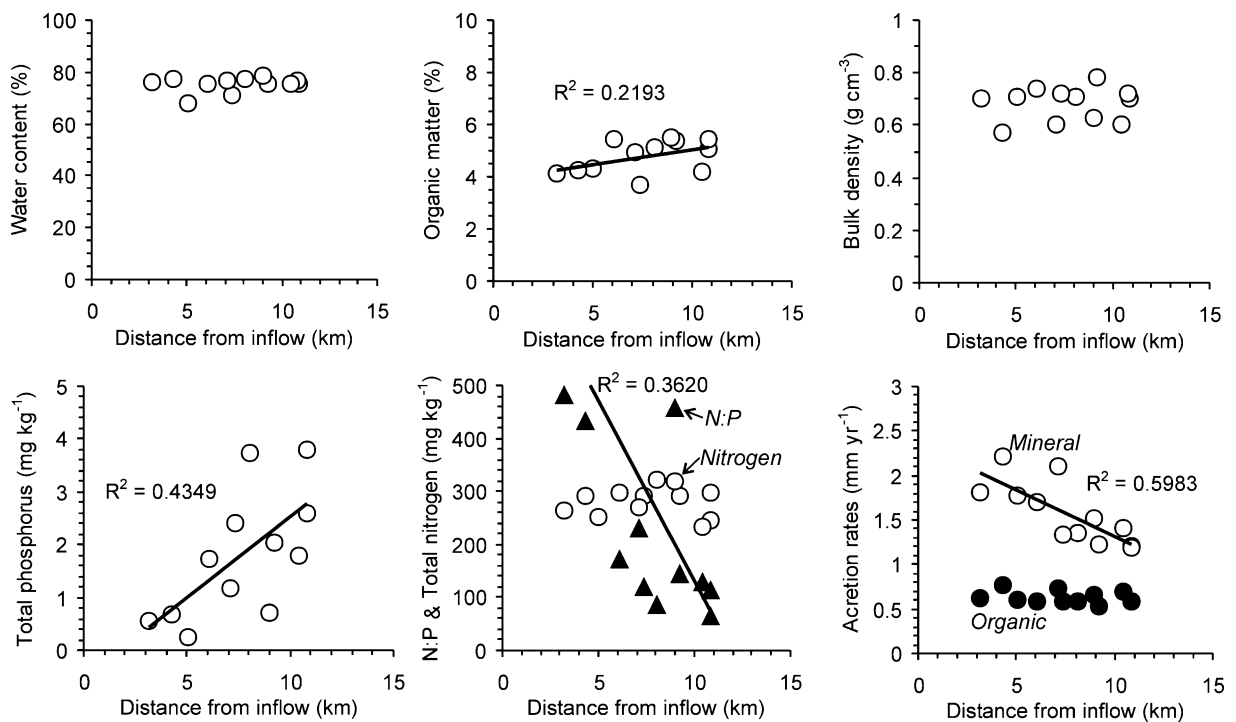 100
80
60
40
20
0
Water content (%)
0 5 10 15
Distance from inflow (km)
10
8
6
4
2
0
Organic matter (%)
R² = 0.2193
0 5 10 15
Distance from inflow (km)
1
0.8
0.6
0.4
0.2
0
Bulk density (g cm⁻³)
0 5 10 15
Distance from inflow (km)
5
4
3
2
1
0
Total phosphorus (mg kg⁻¹)
R² = 0.4349
0 5 10 15
Distance from inflow (km)
500
400
300
200
100
0
N:P & Total nitrogen (mg kg⁻¹)
R² = 0.3620
N:P
Nitrogen
0 5 10 15
Distance from inflow (km)
3
2.5
2
1.5
1
0.5
0
Acretion rates (mm yr⁻¹)
Mineral
R² = 0.5983
Organic
0 5 10 15
Distance from inflow (km)